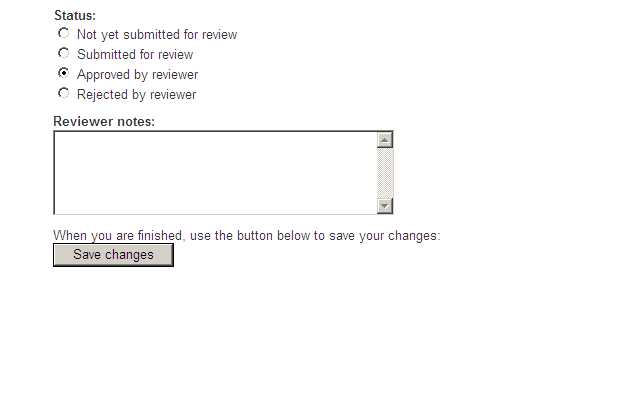 Status:
Not yet submitted for review
Submitted for review
Approved by reviewer
Rejected by reviewer
Reviewer notes:
When you are finished, use the button below to save your changes:
Save changes